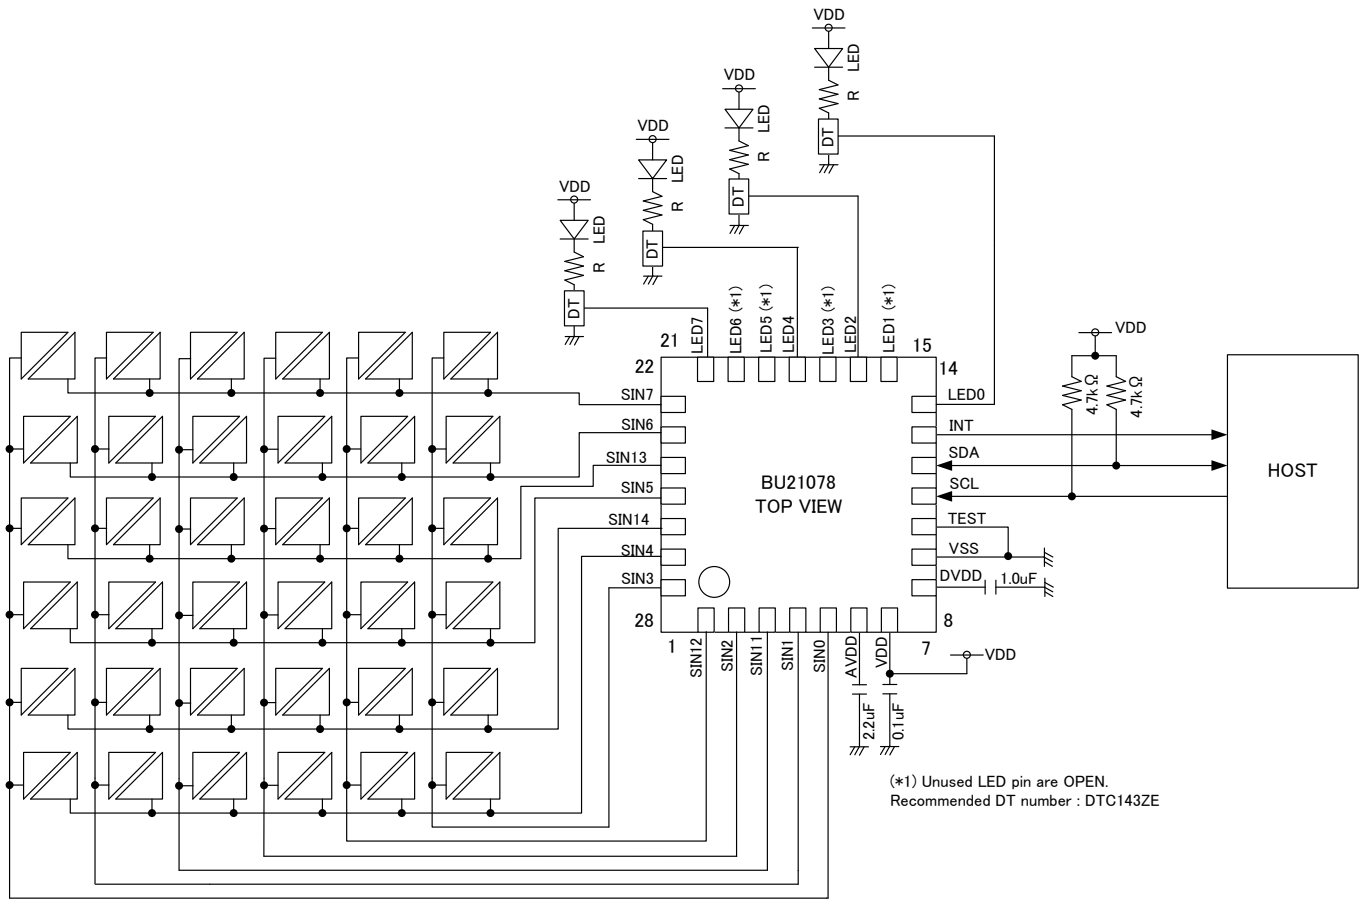 VDD
LED
R
DT
VDD
LED
R
DT
VDD
LED
R
DT
VDD
LED
R
DT
21
LED7
LED6 (*1)
LED5 (*1)
LED4
LED3 (*1)
LED2
LED1 (*1)
15
22
14
SIN7
SIN6
SIN13
SIN5
SIN14
SIN4
SIN3
BU21078
TOP VIEW
LED0
INT
SDA
SCL
TEST
VSS
DVDD
1.0uF
VDD
4.7kΩ
4.7kΩ
HOST
28
8
1
7
SIN12
SIN2
SIN11
SIN1
SIN0
AVDD
VDD
VDD
2.2uF
0.1uF
(*1) Unused LED pin are OPEN.
Recommended DT number : DTC143ZE